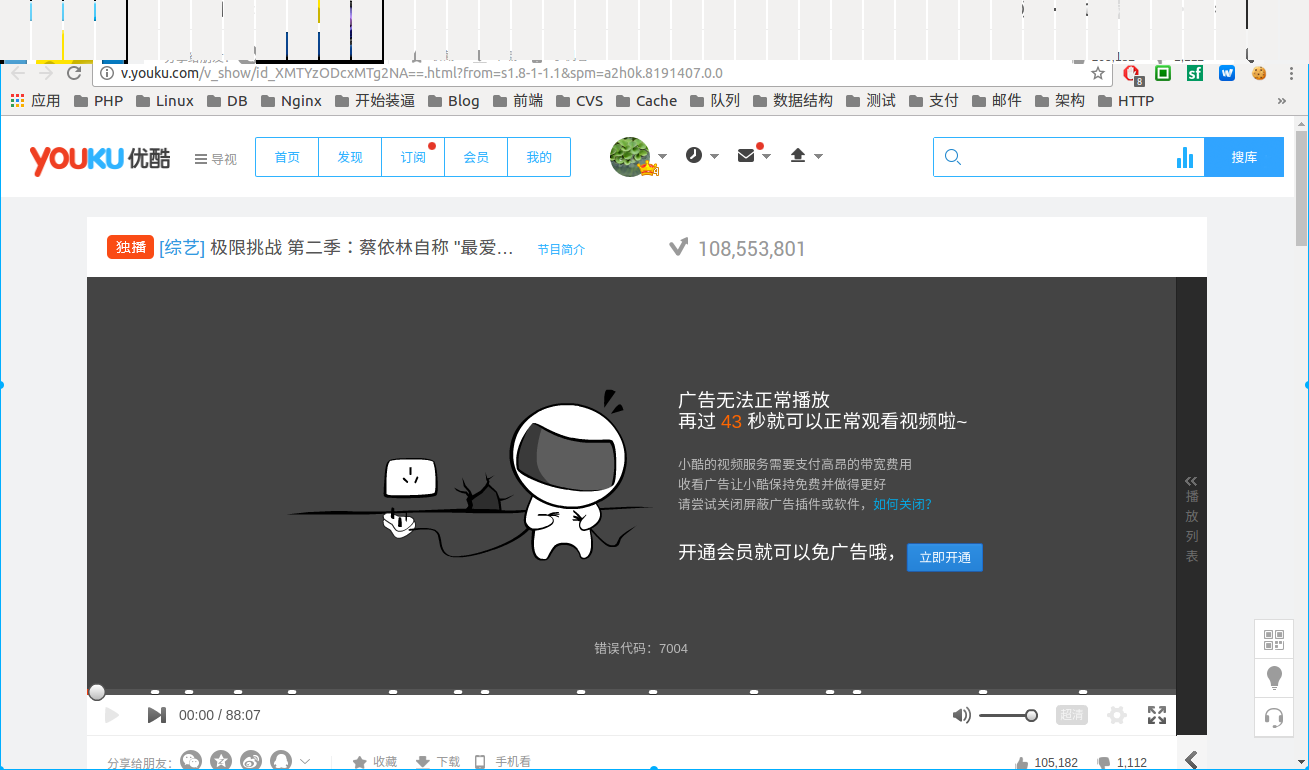 v.youku.com/v_show/id_XMTYzODcxMTg2NA==.html?from=s1.8-1-1.1&spm=a2h0k.8191407.0.0
8
应用 PHP Linux DB Nginx 开始装逼 Blog 前端 CVS Cache 队列 数据结构 测试 支付 邮件 架构 HTTP »
YOUKU 优酷 导视 首页 发现 订阅 会员 我的 搜库
独播 [综艺] 极限挑战 第二季：蔡依林自称 "最爱... 节目简介 108,553,801
广告无法正常播放
再过 43 秒就可以正常观看视频啦~
小酷的视频服务需要支付高昂的带宽费用
收看广告让小酷保持免费并做得更好
请尝试关闭屏蔽广告插件或软件，如何关闭？
开通会员就可以免广告哦， 立即开通
播放列表
错误代码：7004
00:00 / 88:07 超清
分享给朋友： 收藏 下载 手机看 105,182 1,112